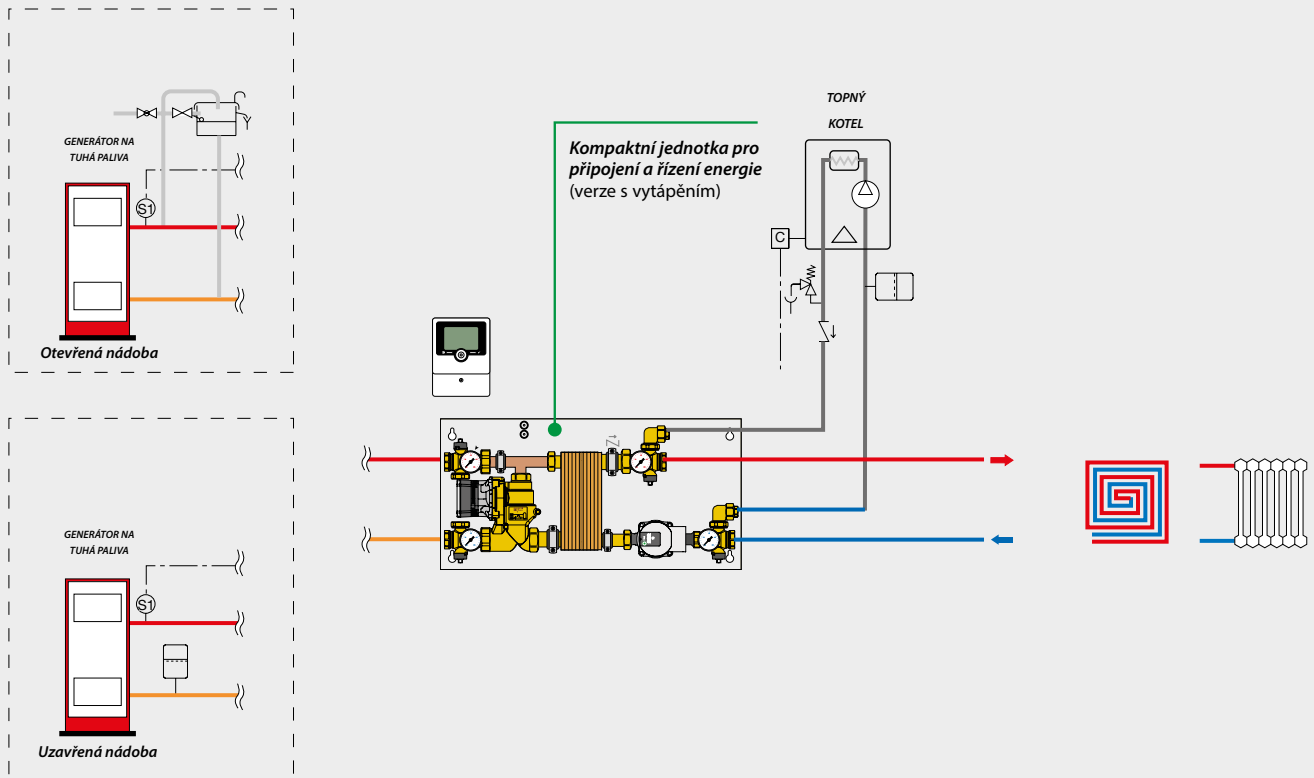 GENERÁTOR NA
TUHÁ PALIVA
S1
Otevřená nádoba
Kompaktní jednotka pro
připojení a řízení energie
(verze s vytápěním)
TOPNÝ
KOTEL
C
GENERÁTOR NA
TUHÁ PALIVA
S1
Uzavřená nádoba